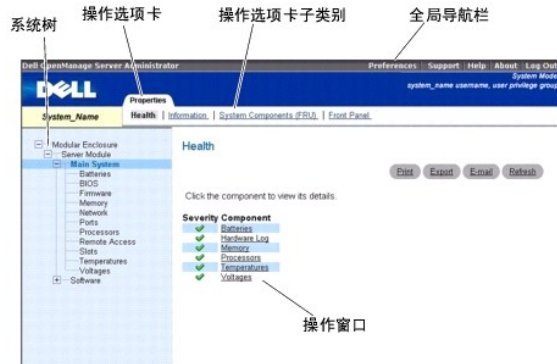 系统树
操作选项卡
操作选项卡子类别
全局导航栏
Dell OpenManage Server Administrator
Preferences Support Help About Log Out
System Model
system_name username, user privilege group
DELL
Properties
System_Name
Health Information System Components (FRU) Front Panel
Modular Enclosure
Server Module
Main System
Batteries
BIOS
Firmware
Memory
Network
Ports
Processors
Remote Access
Slots
Temperatures
Voltages
Software
Health
Print Export E-mail Refresh
Click the component to view its details.
Severity Component
Batteries
Hardware Log
Memory
Processors
Temperatures
Voltages
操作窗口